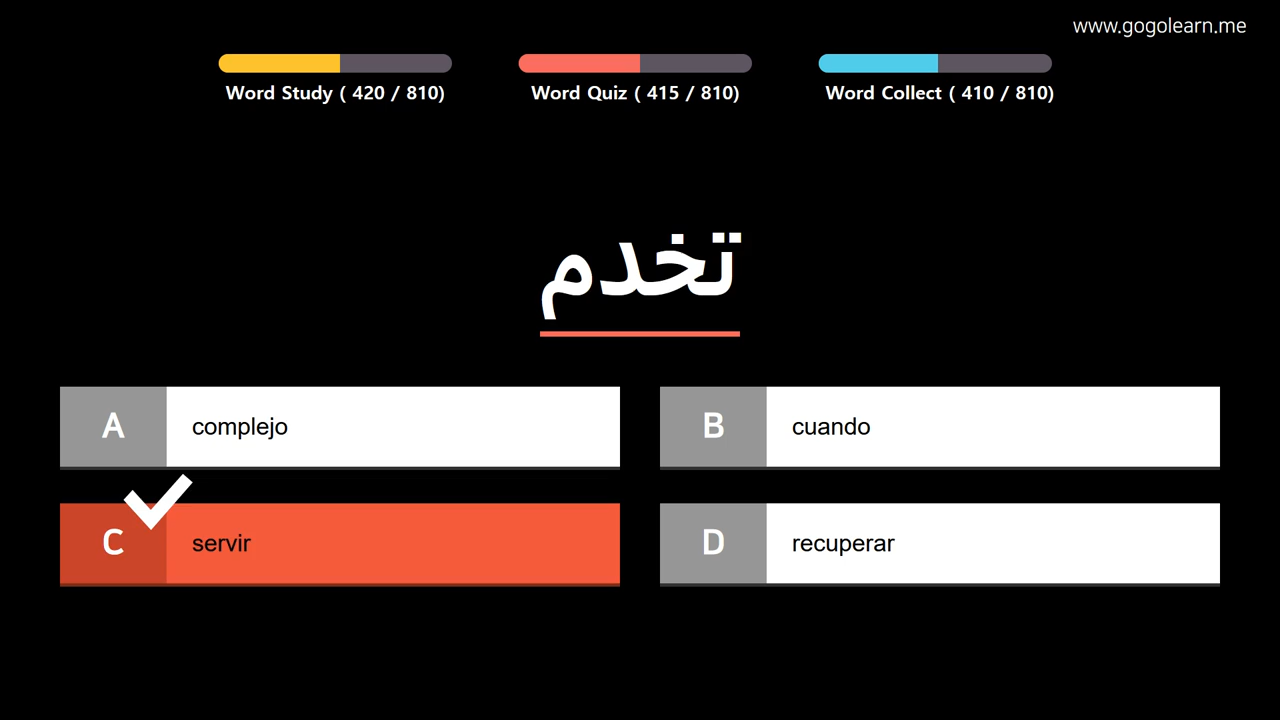 www.gogolearn.me
Word Study ( 420 / 810)
Word Quiz ( 415 / 810)
Word Collect ( 410 / 810)
تخدم
A complejo
B cuando
C servir
D recuperar